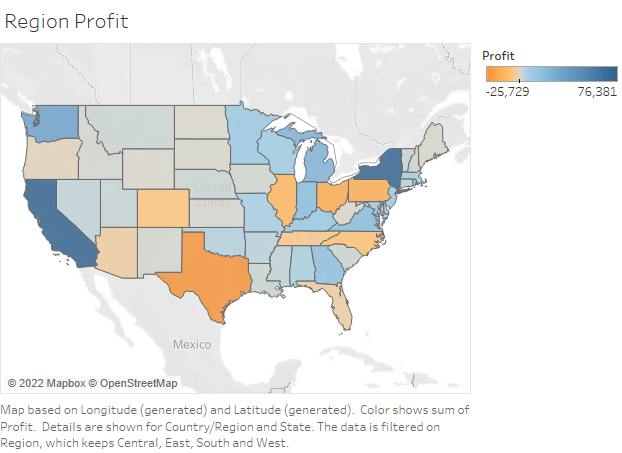 Region Profit
Profit
-25,729 76,381
United
States
Mexico
© 2022 Mapbox © OpenStreetMap
Map based on Longitude (generated) and Latitude (generated).  Color shows sum of
Profit.  Details are shown for Country/Region and State. The data is filtered on
Region, which keeps Central, East, South and West.